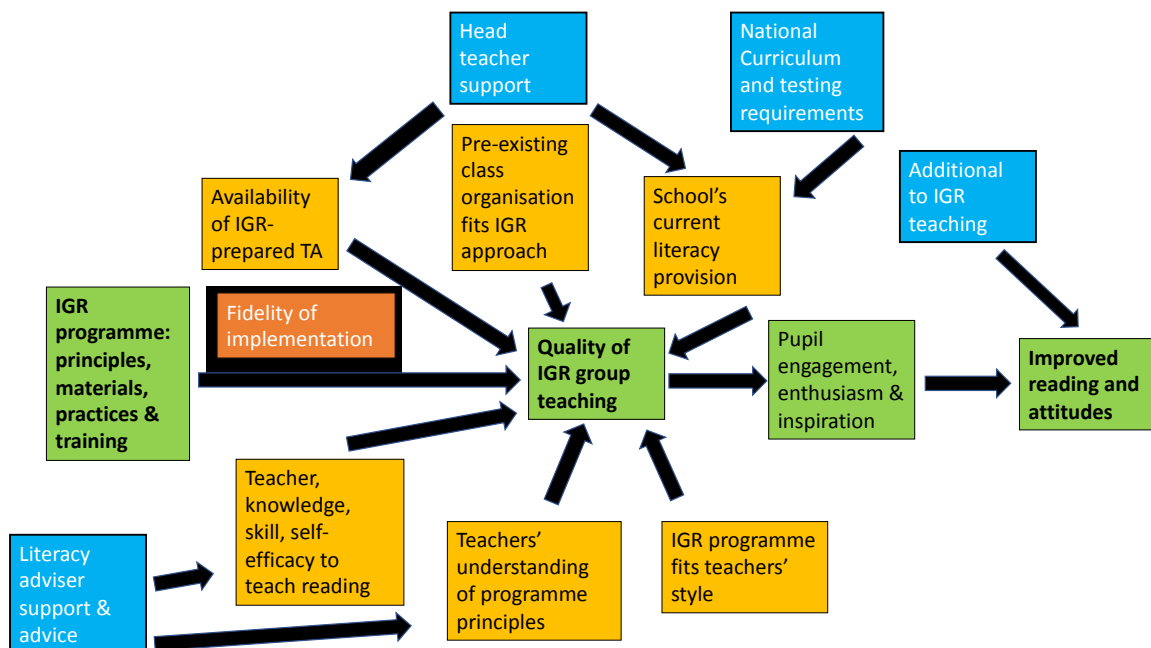 Head
teacher
support
National
Curriculum
and testing
requirements
Pre-existing
class
organisation
fits IGR
approach
Availability
of IGR-
prepared TA
School's
current
literacy
provision
Additional
to IGR
teaching
IGR
programme:
principles,
materials,
practices &
training
Fidelity of
implementation
Quality of
IGR group
teaching
Pupil
engagement,
enthusiasm &
inspiration
Improved
reading and
attitudes
Teacher,
knowledge,
skill, self-
efficacy to
teach reading
Literacy
adviser
support &
advice
Teachers'
understanding
of programme
principles
IGR programme
fits teachers'
style